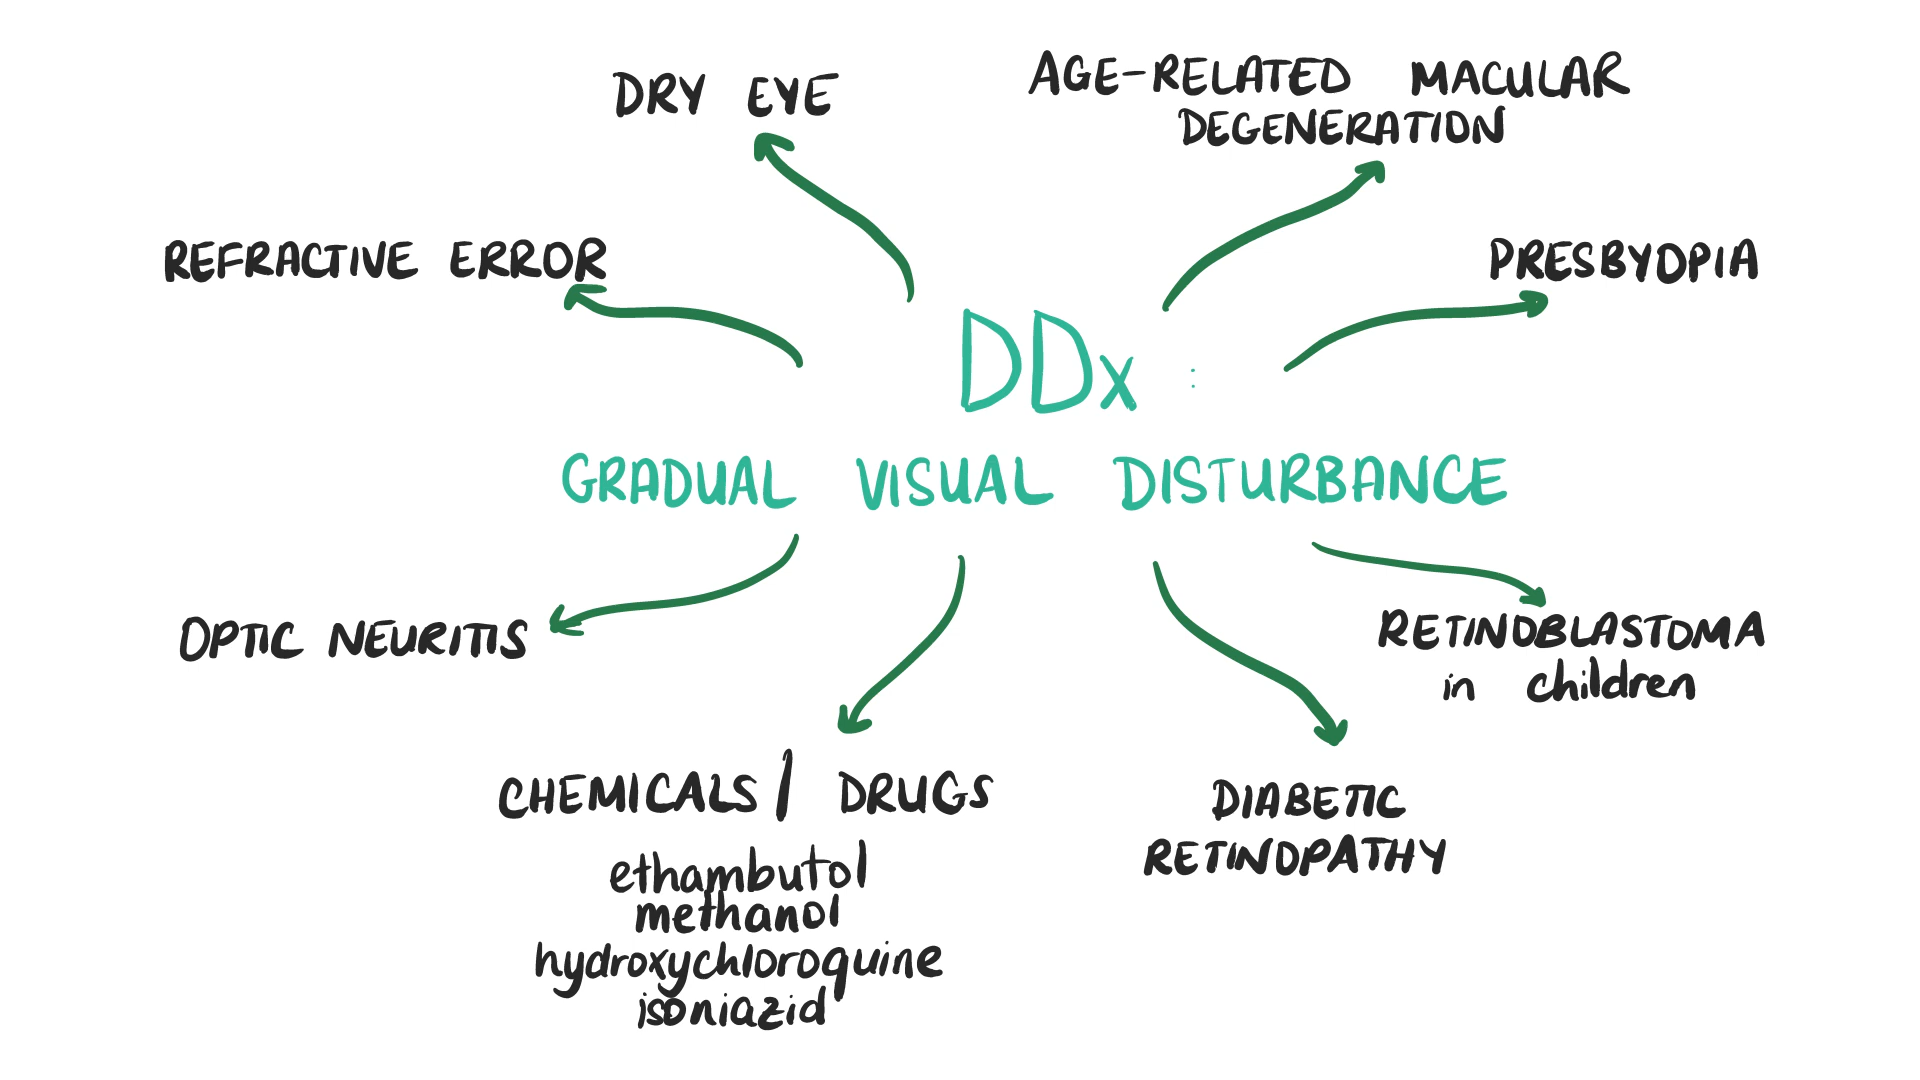 DRY EYE
AGE-RELATED MACULAR
DEGENERATION
REFRACTIVE ERROR
PRESBYOPIA
DDx :
GRADUAL VISUAL DISTURBANCE
OPTIC NEURITIS
RETINOBLASTOMA
in children
CHEMICALS / DRUGS
ethambutol
methanol
hydroxychloroquine
isoniazid
DIABETIC
RETINOPATHY